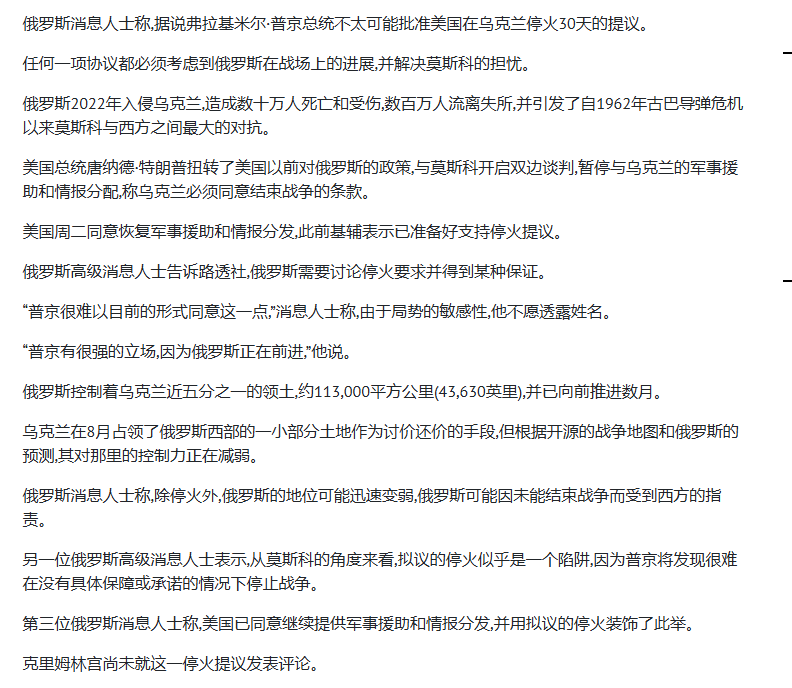 俄罗斯消息人士称,据说弗拉基米尔·普京总统不太可能批准美国在乌克兰停火30天的提议。
任何一项协议都必须考虑到俄罗斯在战场上的进展,并解决莫斯科的担忧。
俄罗斯2022年入侵乌克兰,造成数十万人死亡和受伤,数百万人流离失所,并引发了自1962年古巴导弹危机
以来莫斯科与西方之间最大的对抗。
美国总统唐纳德·特朗普扭转了美国以前对俄罗斯的政策,与莫斯科开启双边谈判,暂停与乌克兰的军事援
助和情报分配,称乌克兰必须同意结束战争的条款。
美国周二同意恢复军事援助和情报分发,此前基辅表示已准备好支持停火提议。
俄罗斯高级消息人士告诉路透社,俄罗斯需要讨论停火要求并得到某种保证。
“普京很难以目前的形式同意这一点,”消息人士称,由于局势的敏感性,他不愿透露姓名。
“普京有很强的立场,因为俄罗斯正在前进,”他说。
俄罗斯控制着乌克兰近五分之一的领土,约113,000平方公里(43,630英里),并已向前推进数月。
乌克兰在8月占领了俄罗斯西部的一小部分土地作为讨价还价的手段,但根据开源的战争地图和俄罗斯的
预测,其对那里的控制力正在减弱。
俄罗斯消息人士称,除停火外,俄罗斯的地位可能迅速变弱,俄罗斯可能因未能结束战争而受到西方的指
责。
另一位俄罗斯高级消息人士表示,从莫斯科的角度来看,拟议的停火似乎是一个陷阱,因为普京将发现很难
在没有具体保障或承诺的情况下停止战争。
第三位俄罗斯消息人士称,美国已同意继续提供军事援助和情报分发,并用拟议的停火装饰了此举。
克里姆林宫尚未就这一停火提议发表评论。